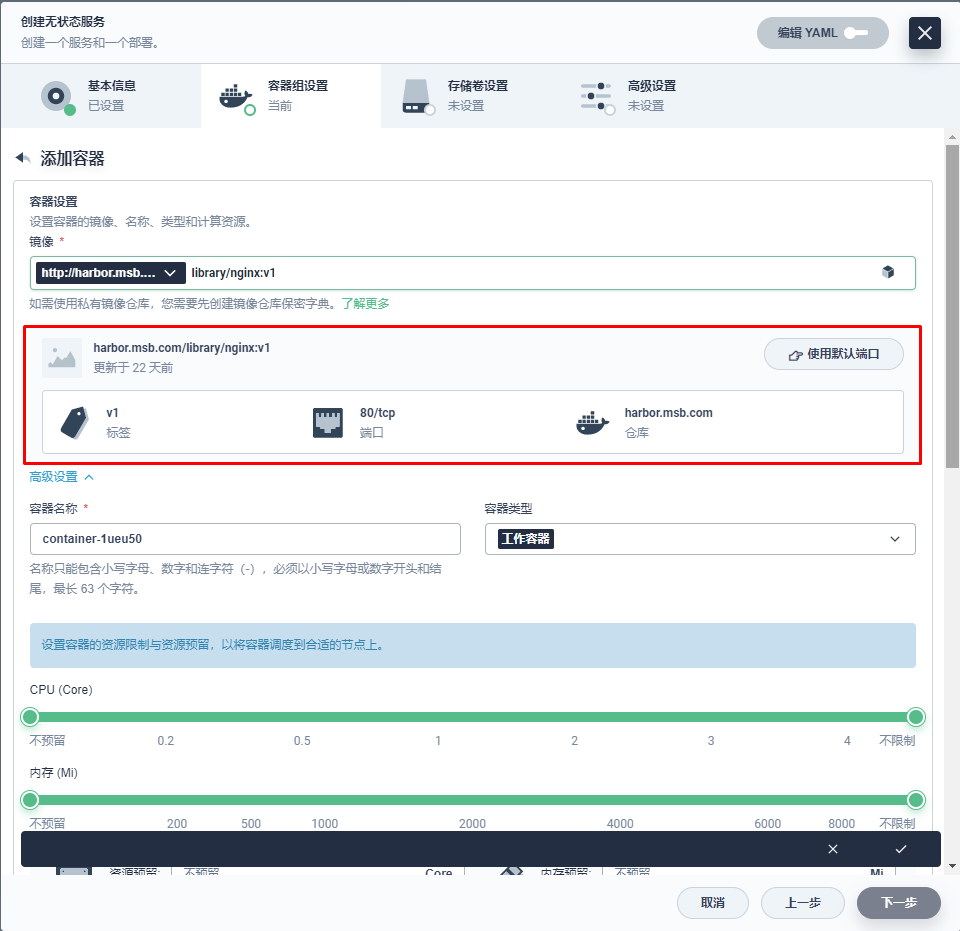 创建无状态服务
创建一个服务和一个部署。
编辑 YAML
基本信息
已设置
容器组设置
当前
存储卷设置
未设置
高级设置
未设置
添加容器
容器设置
设置容器的镜像、名称、类型和计算资源。
镜像 *
http://harbor.msb.... library/nginx:v1
如需使用私有镜像仓库，您需要先创建镜像仓库保密字典。了解更多
harbor.msb.com/library/nginx:v1
更新于 22 天前
使用默认端口
v1
标签
80/tcp
端口
harbor.msb.com
仓库
高级设置
容器名称 *
container-1ueu50
名称只能包含小写字母、数字和连字符（-），必须以小写字母或数字开头和结
尾，最长 63 个字符。
容器类型
工作容器
设置容器的资源限制与资源预留，以将容器调度到合适的节点上。
CPU (Core)
不预留 0.2 0.5 1 2 3 4 不限制
内存 (Mi)
不预留 200 500 1000 2000 4000 6000 8000 不限制
资源预留: 不预留 Core 内存预留: 不预留 Mi
取消 上一步 下一步